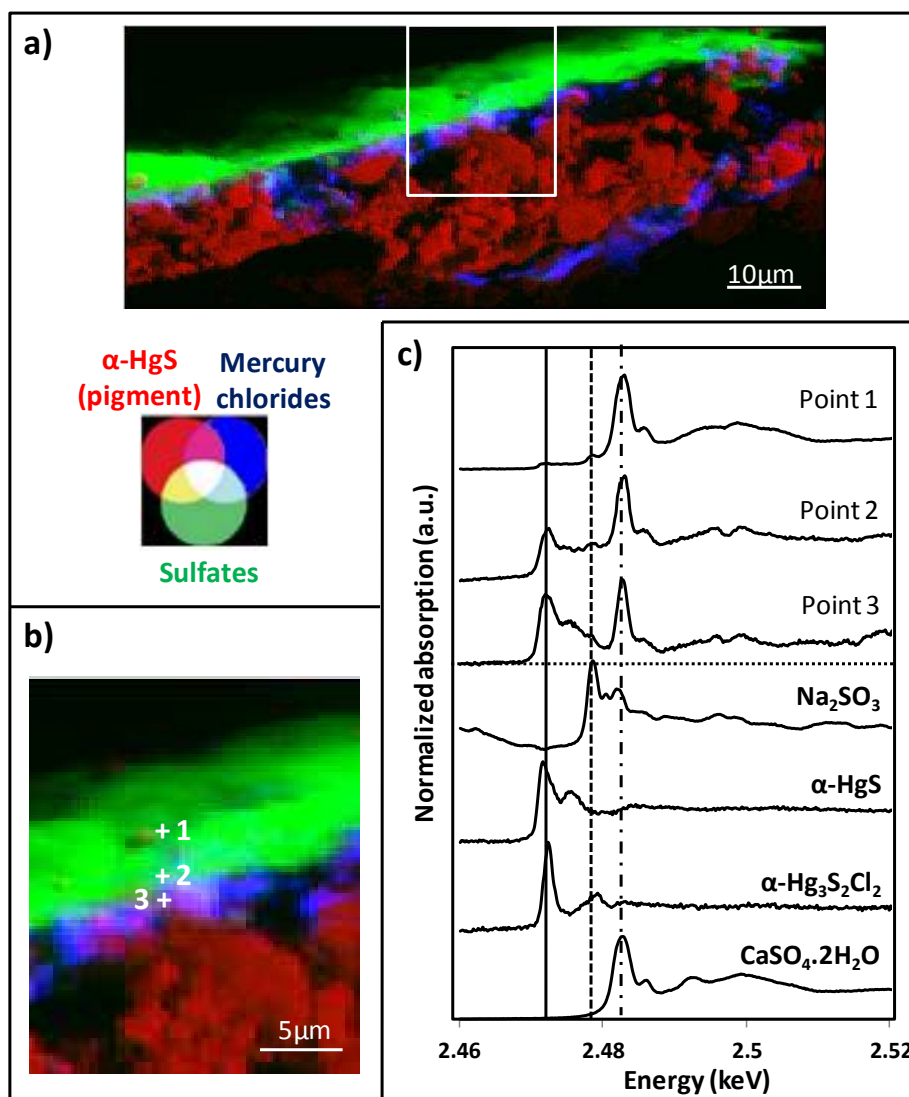 a)
10μm
α-HgS
(pigment)
Mercury
chlorides
Sulfates
b)
+ 1
+ 2
3 +
5μm
c)
Normalized absorption (a.u.)
Point 1
Point 2
Point 3
Na₂SO₃
α-HgS
α-Hg₃S₂Cl₂
CaSO₄.2H₂O
2.46 2.48 2.5 2.52
Energy (keV)